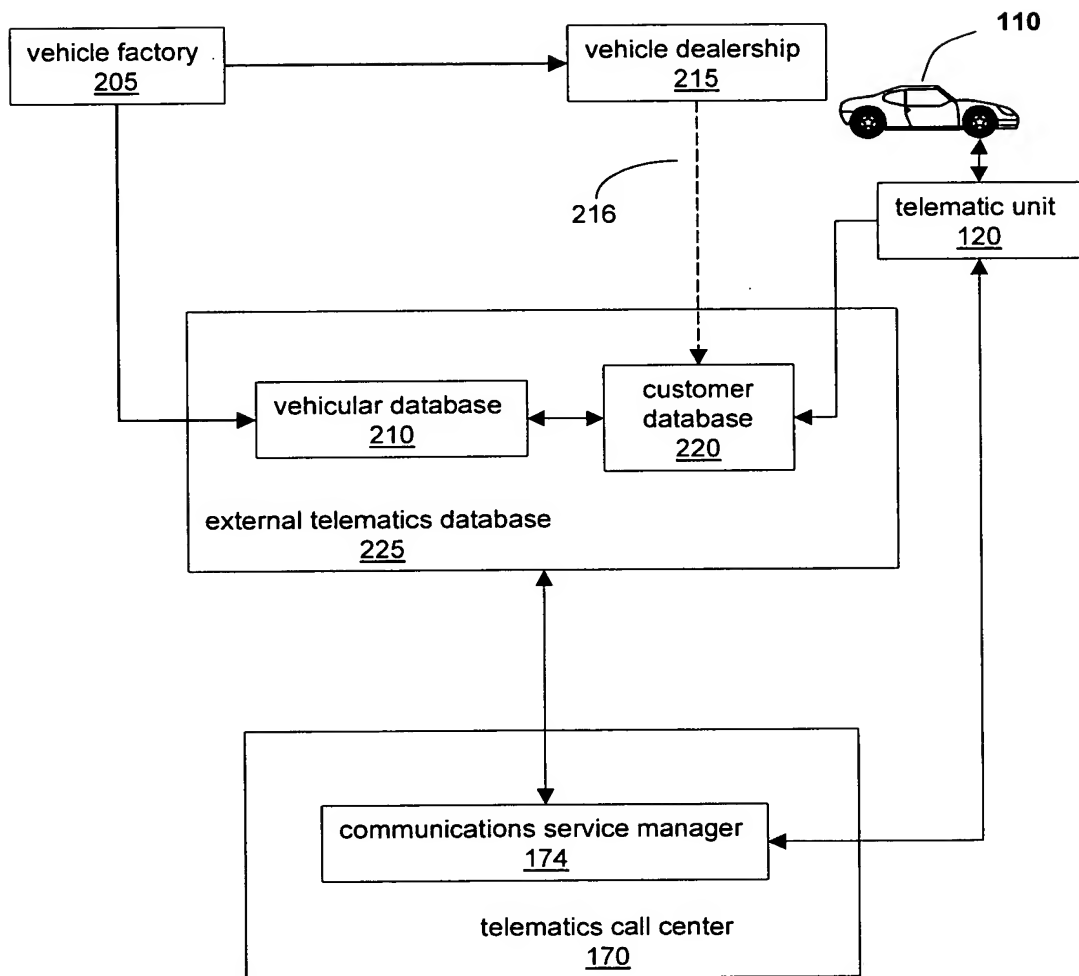 vehicle factory
205
vehicle dealership
215
110
216
telematic unit
120
vehicular database
210
customer
database
220
external telematics database
225
communications service manager
174
telematics call center
170